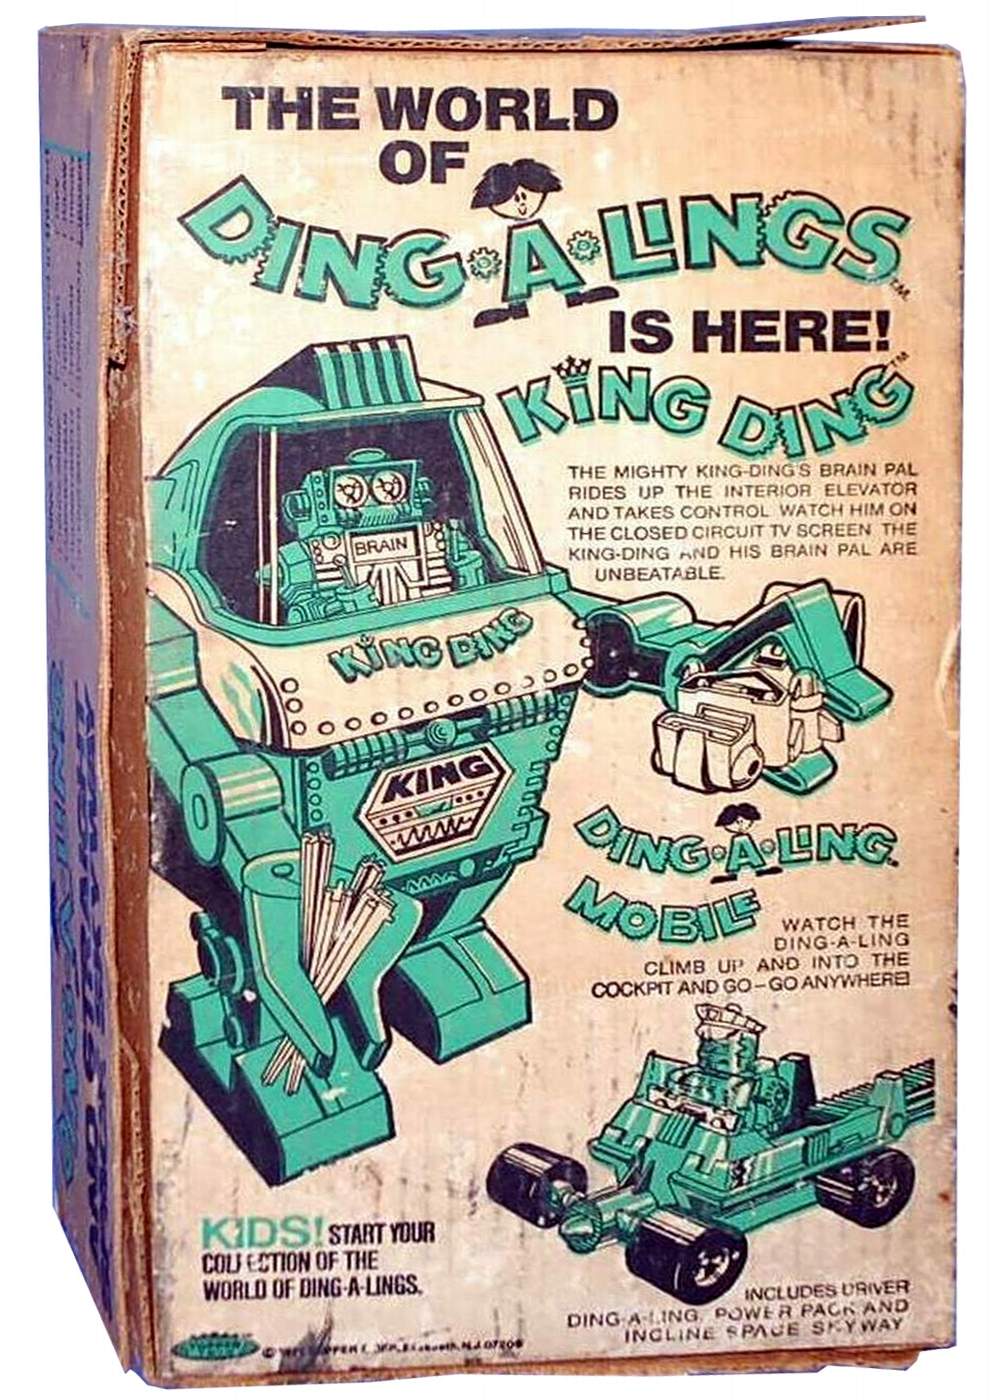 THE WORLD
OF
DING•A•LINGS™
IS HERE!
KING DING™
THE MIGHTY KING-DING'S BRAIN PAL
RIDES UP THE INTERIOR ELEVATOR
AND TAKES CONTROL WATCH HIM ON
THE CLOSED CIRCUIT TV SCREEN THE
KING-DING AND HIS BRAIN PAL ARE
UNBEATABLE.
BRAIN
KING DING
KING
DING•A•LING
MOBILE
WATCH THE
DING-A-LING
CLIMB UP AND INTO THE
COCKPIT AND GO – GO ANYWHERE!
KIDS! START YOUR
COLLECTION OF THE
WORLD OF DING-A-LINGS.
INCLUDES DRIVER
DING-A-LING, POWER PACK AND
INCLINE SPACE SKYWAY
N.J. 07206